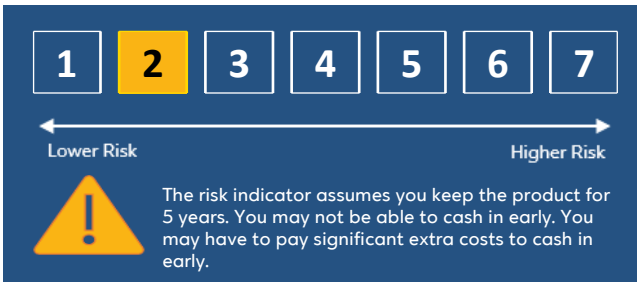 1 2 3 4 5 6 7
Lower Risk Higher Risk
The risk indicator assumes you keep the product for
5 years. You may not be able to cash in early. You
may have to pay significant extra costs to cash in
early.